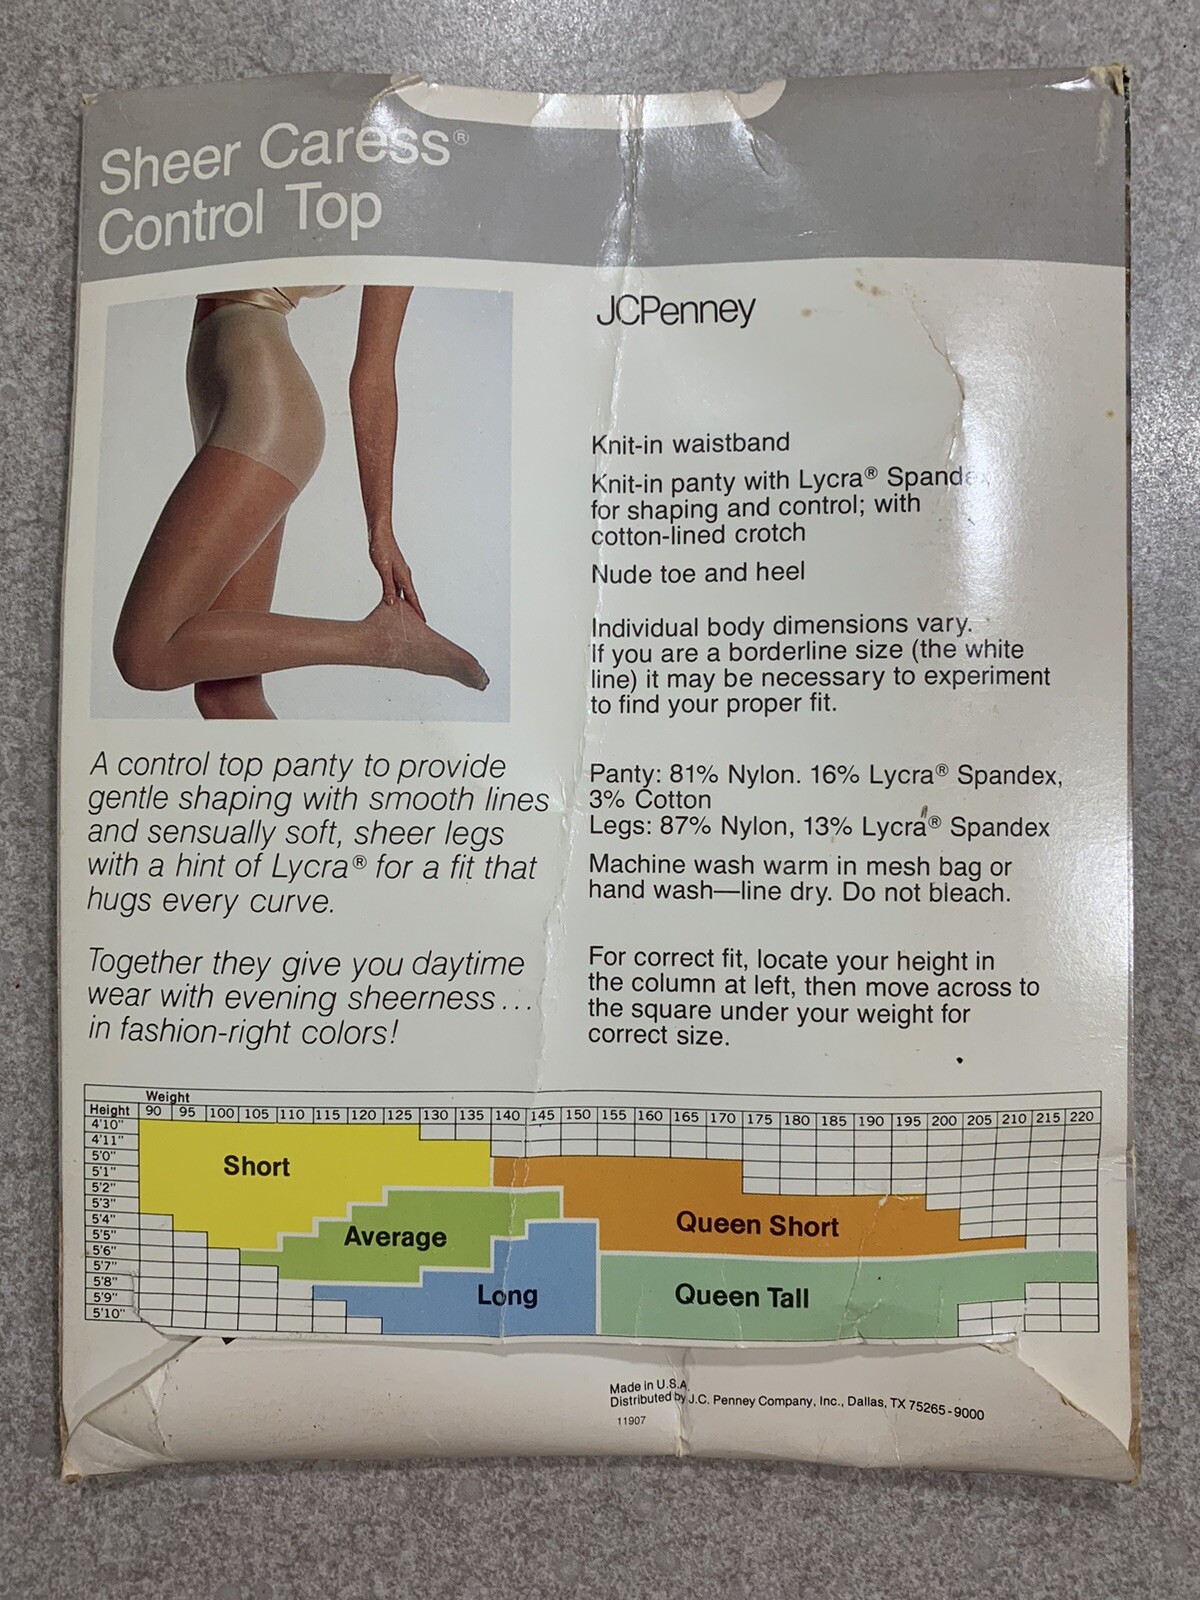 Sheer Caress®
Control Top
JCPenney
Knit-in waistband
Knit-in panty with Lycra® Spandex
for shaping and control; with
cotton-lined crotch
Nude toe and heel
Individual body dimensions vary.
If you are a borderline size (the white
line) it may be necessary to experiment
to find your proper fit.
A control top panty to provide
gentle shaping with smooth lines
and sensually soft, sheer legs
with a hint of Lycra® for a fit that
hugs every curve.
Together they give you daytime
wear with evening sheerness...
in fashion-right colors!
Panty: 81% Nylon. 16% Lycra® Spandex,
3% Cotton
Legs: 87% Nylon, 13% Lycra® Spandex
Machine wash warm in mesh bag or
hand wash—line dry. Do not bleach.
For correct fit, locate your height in
the column at left, then move across to
the square under your weight for
correct size.
Weight
Height 90 95 100 105 110 115 120 125 130 135 140 145 150 155 160 165 170 175 180 185 190 195 200 205 210 215 220
4'10"
4'11"
5'0"
5'1"
5'2"
5'3"
5'4"
5'5"
5'6"
5'7"
5'8"
5'9"
5'10"
Short
Average
Long
Queen Short
Queen Tall
Made in U.S.A.
Distributed by J.C. Penney Company, Inc., Dallas, TX 75265-9000
11907